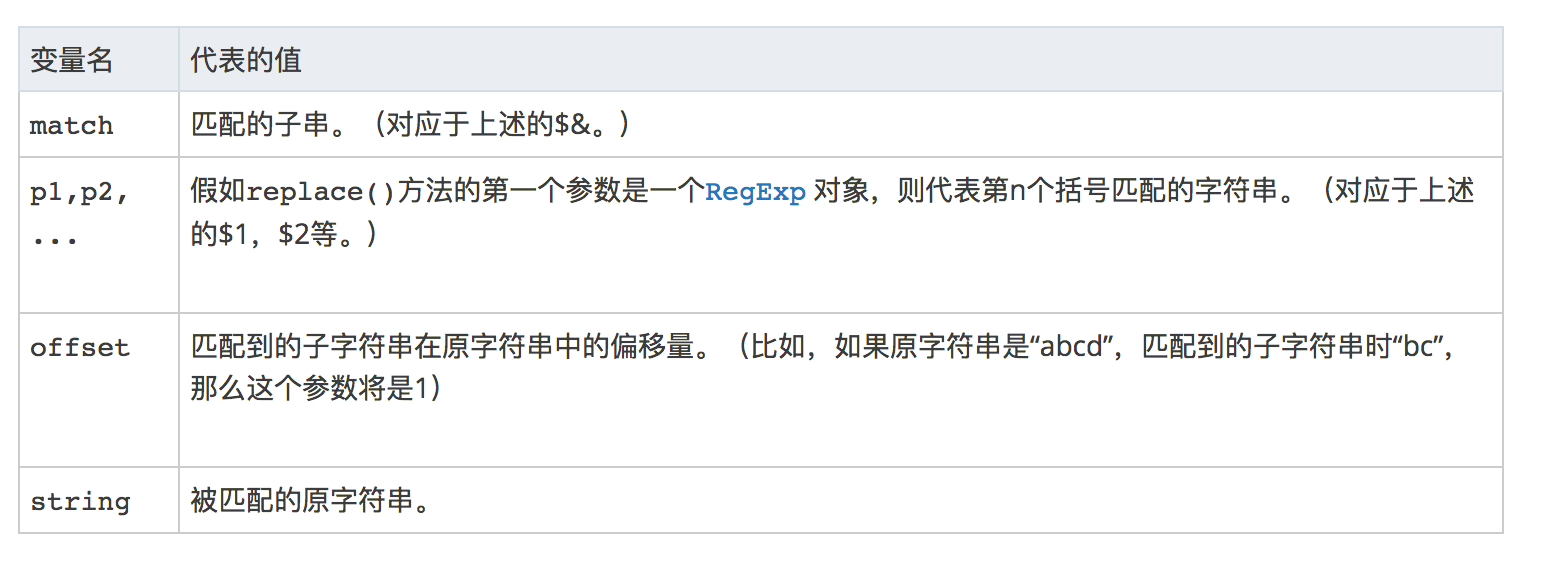 变量名 代表的值
match 匹配的子串。（对应于上述的$&。）
p1,p2, 假如replace()方法的第一个参数是一个RegExp 对象，则代表第n个括号匹配的字符串。（对应于上述
... 的$1，$2等。）
offset 匹配到的子字符串在原字符串中的偏移量。（比如，如果原字符串是“abcd”，匹配到的子字符串时“bc”，
那么这个参数将是1）
string 被匹配的原字符串。